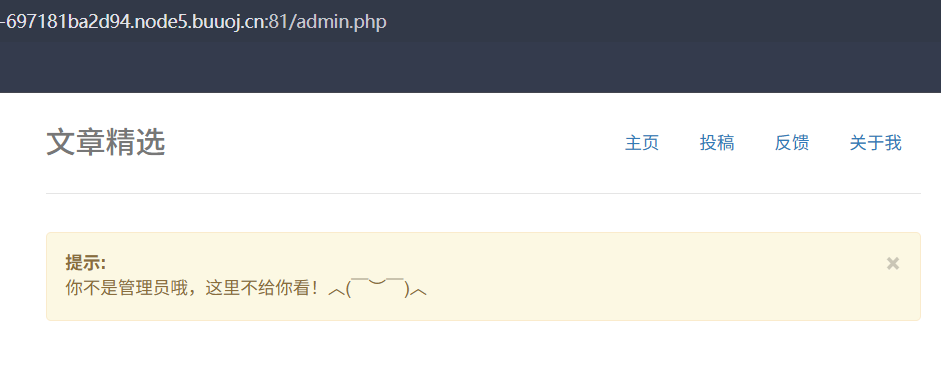 -697181ba2d94.node5.buuoj.cn:81/admin.php
文章精选
主页 投稿 反馈 关于我
提示: ×
你不是管理员哦，这里不给你看！︿(￣︶￣)︿